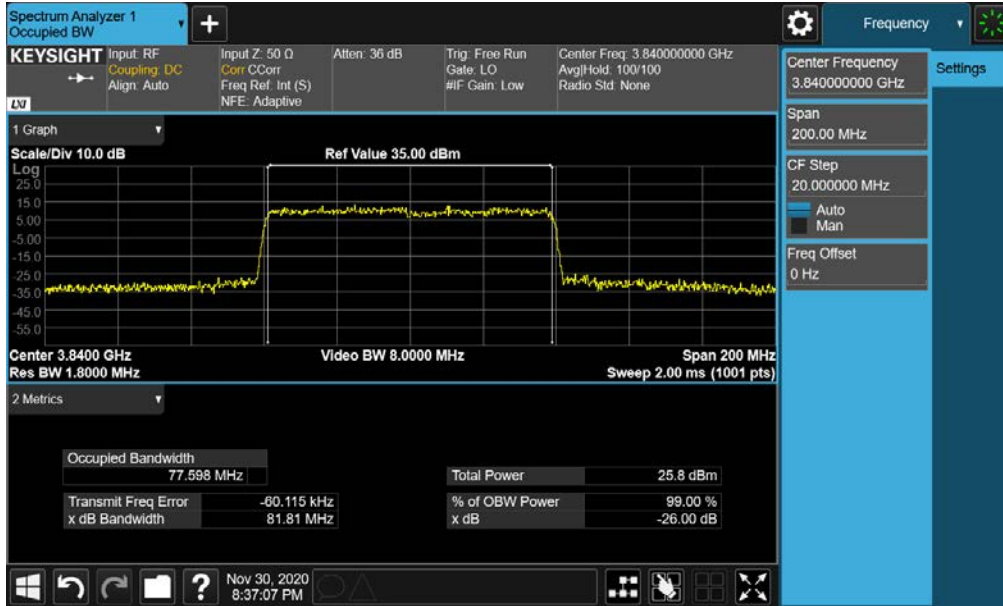 Spectrum Analyzer 1
Occupied BW
+
Frequency
KEYSIGHT
LXI
Input: RF
Coupling: DC
Align: Auto
Input Z: 50 Ω
Corr CCorr
Freq Ref: Int (S)
NFE: Adaptive
Atten: 36 dB
Trig: Free Run
Gate: LO
#IF Gain: Low
Center Freq: 3.840000000 GHz
Avg|Hold: 100/100
Radio Std: None
Center Frequency
3.840000000 GHz
Settings
Span
200.00 MHz
CF Step
20.000000 MHz
Auto
Man
Freq Offset
0 Hz
1 Graph
Scale/Div 10.0 dB
Ref Value 35.00 dBm
Log
25.0
15.0
5.00
-5.00
-15.0
-25.0
-35.0
-45.0
-55.0
Center 3.8400 GHz
Video BW 8.0000 MHz
Span 200 MHz
Res BW 1.8000 MHz
Sweep 2.00 ms (1001 pts)
2 Metrics
Occupied Bandwidth
77.598 MHz
Total Power 25.8 dBm
Transmit Freq Error -60.115 kHz
% of OBW Power 99.00 %
x dB Bandwidth 81.81 MHz
x dB -26.00 dB
?
Nov 30, 2020
8:37:07 PM